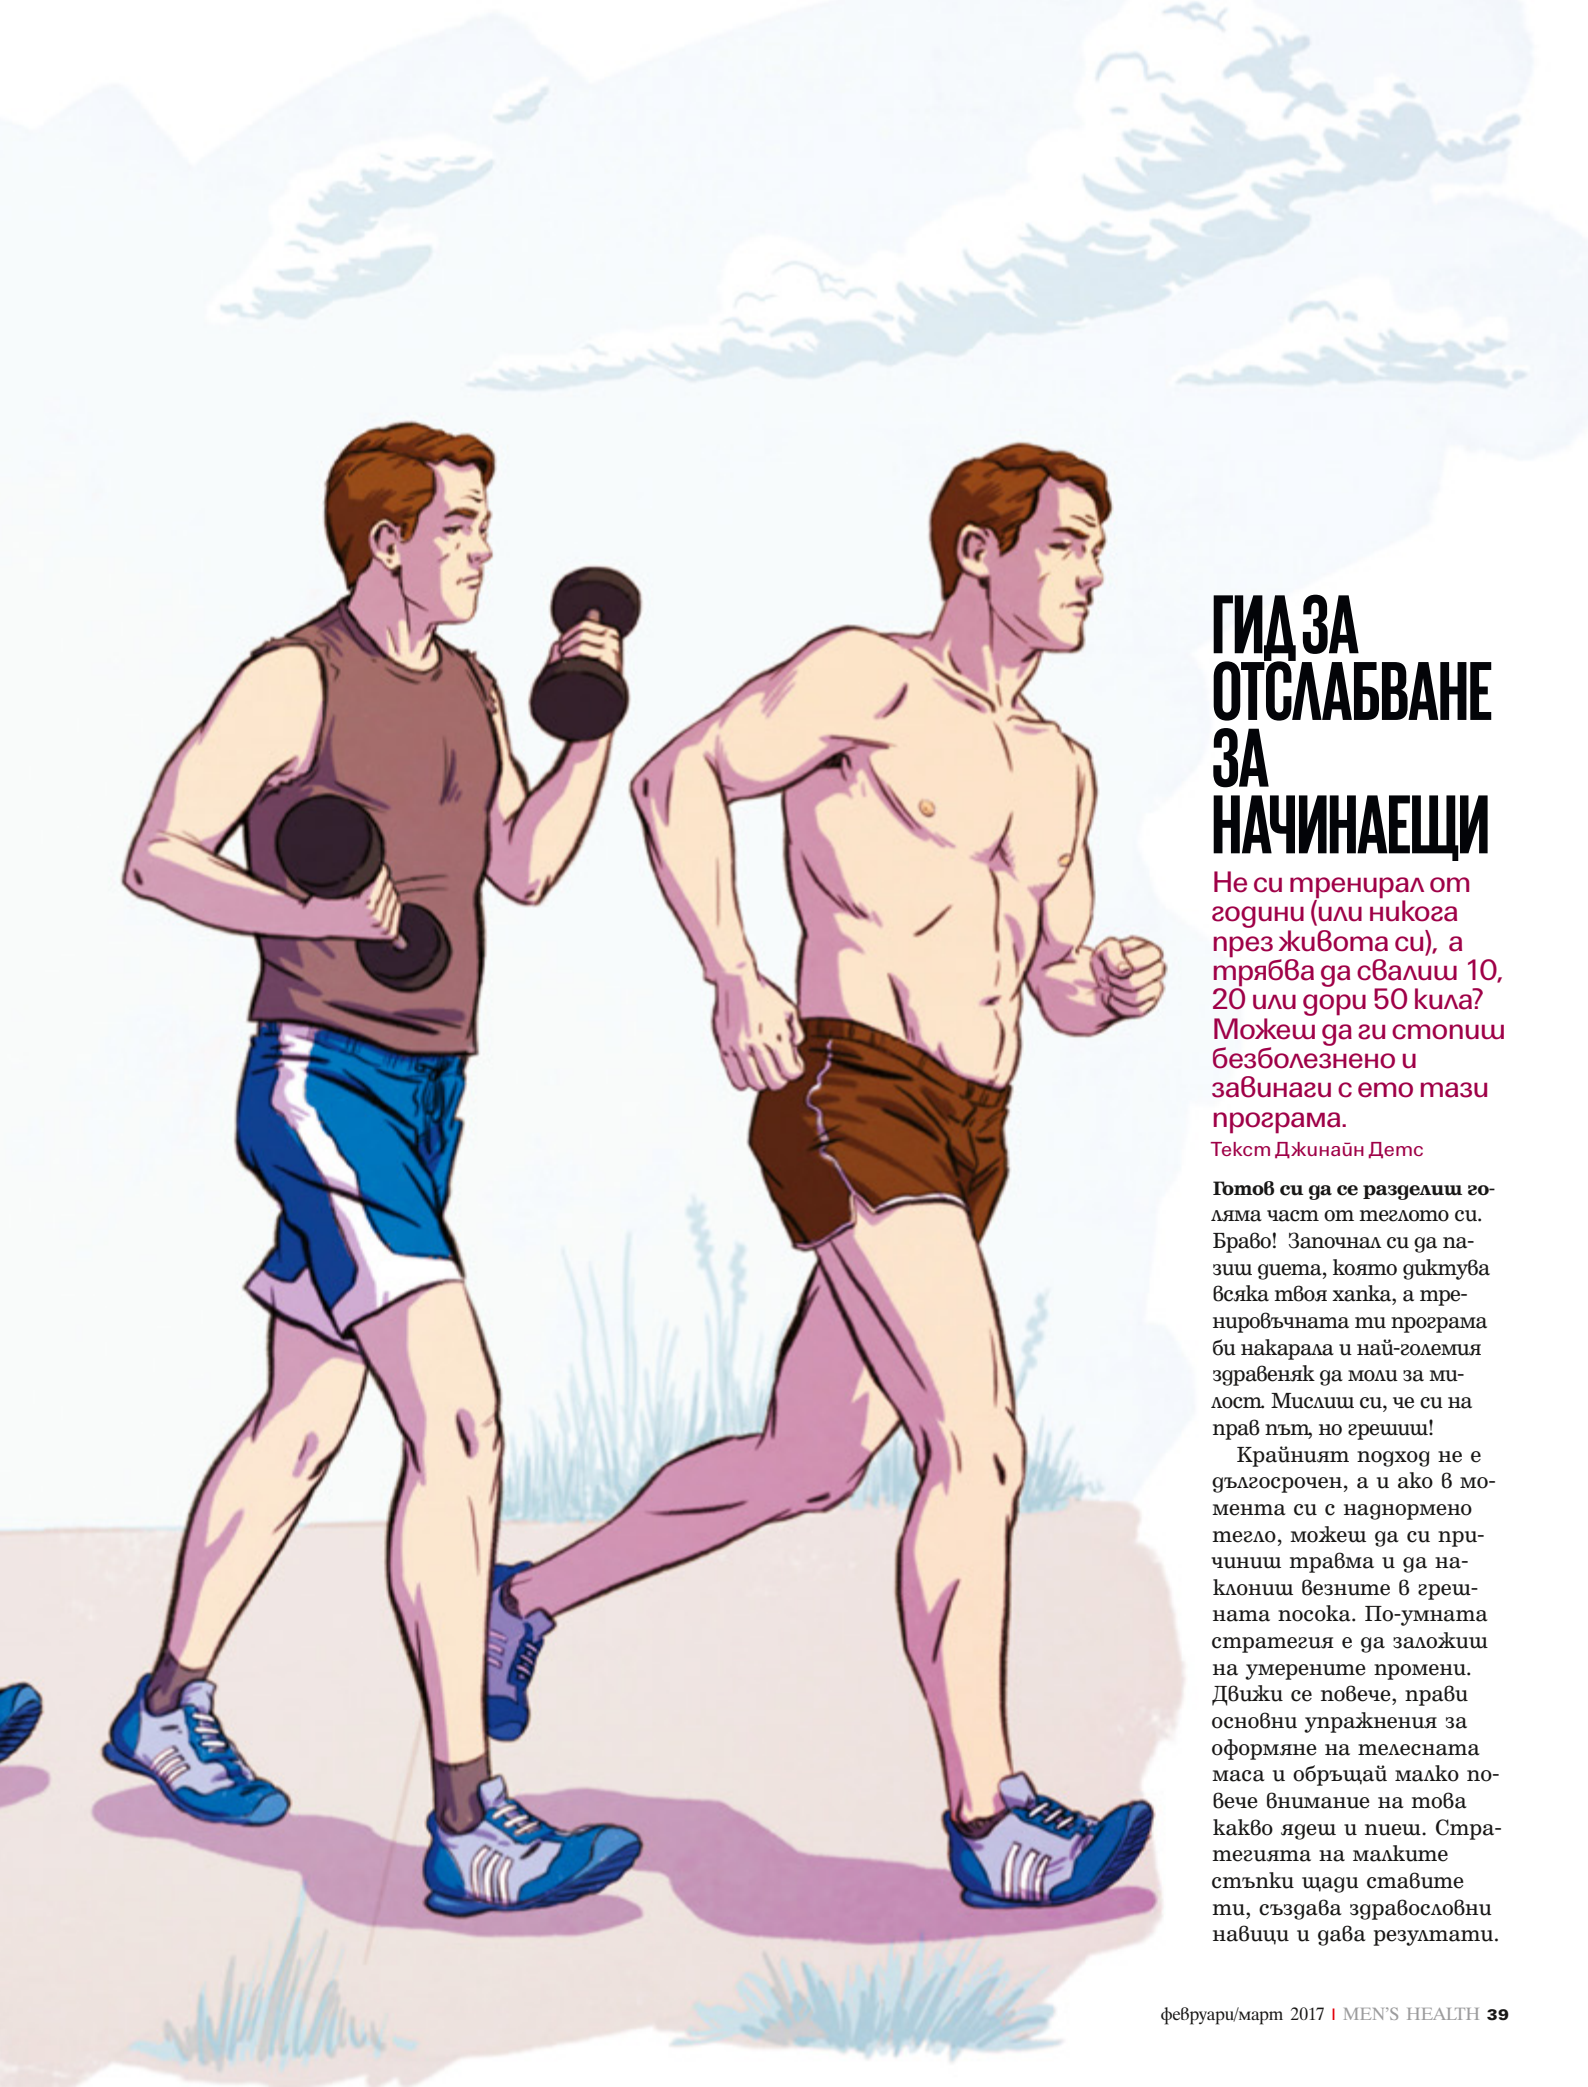 ГИД ЗА
ОТСЛАБВАНЕ
ЗА
НАЧИНАЕЩИ
Не си тренирал от
години (или никога
през живота си), а
трябва да свалиш 10,
20 или дори 50 кила?
Можеш да ги стопиш
безболезнено и
завинаги с ето тази
програма.
Текст Джинайн Детс
Готов си да се разделиш го-
ляма част от теглото си.
Браво! Започнал си да па-
зиш диета, която диктува
всяка твоя хапка, а тре-
нировъчната ти програма
би накарала и най-големия
здравеняк да моли за ми-
лост. Мислиш си, че си на
прав път, но грешиш!
Крайният подход не е
дългосрочен, а и ако в мо-
мента си с наднормено
тегло, можеш да си при-
чиниш травма и да на-
клониш везните в греш-
ната посока. По-умната
стратегия е да заложиш
на умерените промени.
Движи се повече, прави
основни упражнения за
оформяне на телесната
маса и обръщай малко по-
вече внимание на това
какво ядеш и пиеш. Стра-
тегията на малките
стъпки щади ставите
ти, създава здравословни
навици и дава резултати.
февруари/март 2017 | MEN'S HEALTH 39